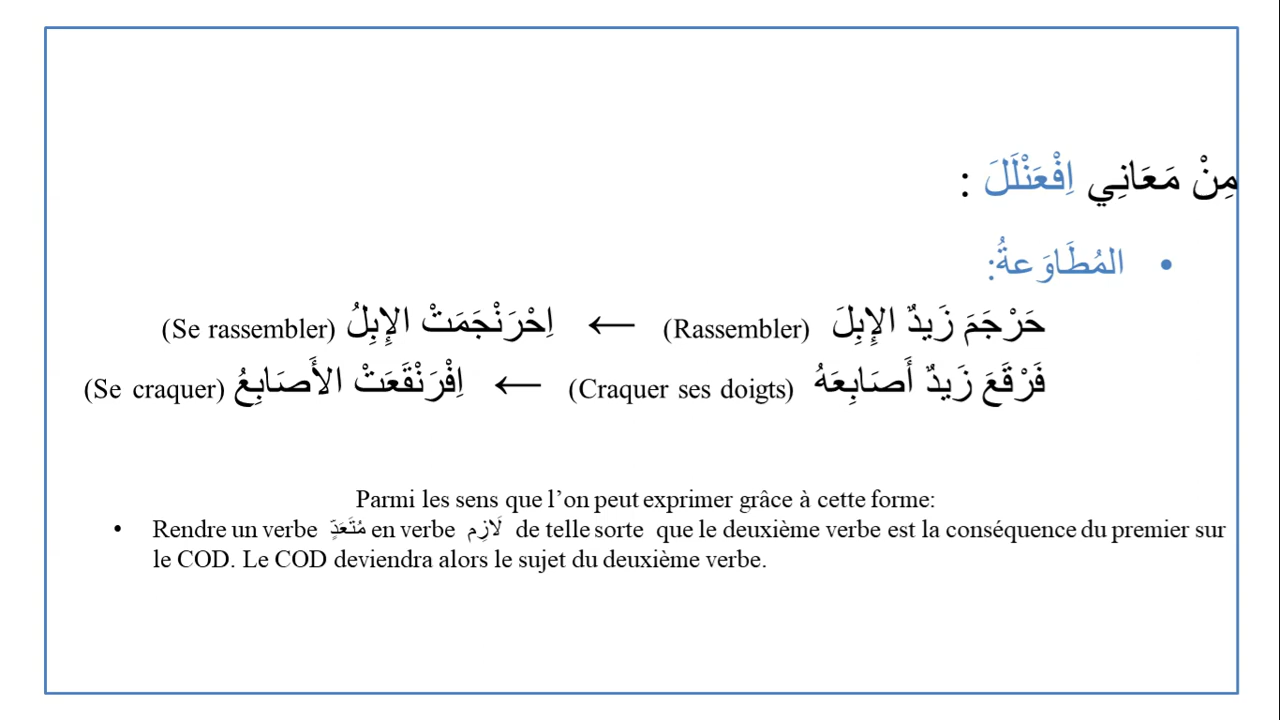 مِنْ مَعَانِي اِفْعَنْلَلَ :
• المُطَاوَعةُ:
حَرْجَمَ زَيدٌ الإِبِلَ (Rassembler) ← اِحْرَنْجَمَتْ الإِبِلُ (Se rassembler)
فَرْقَعَ زَيدٌ أَصَابِعَهُ (Craquer ses doigts) ← اِفْرَنْقَعَتْ الأَصَابِعُ (Se craquer)
Parmi les sens que l’on peut exprimer grâce à cette forme:
• Rendre un verbe مُتَعَدٍّ en verbe لَازِم de telle sorte que le deuxième verbe est la conséquence du premier sur
le COD. Le COD deviendra alors le sujet du deuxième verbe.